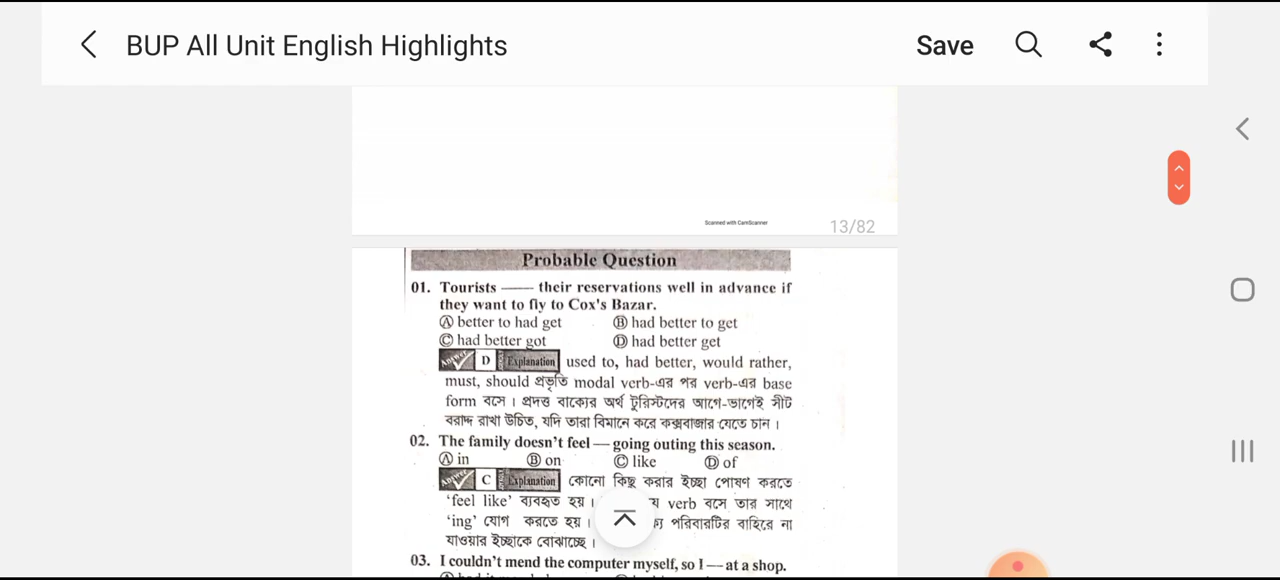 BUP All Unit English Highlights
Save
Scanned with CamScanner
13/82
Probable Question
01. Tourists —— their reservations well in advance if
they want to fly to Cox's Bazar.
Ⓐ better to had get Ⓑ had better to get
Ⓒ had better got Ⓓ had better get
Answer D Explanation used to, had better, would rather,
must, should প্রভৃতি modal verb-এর পর verb-এর base
form বসে। প্রদত্ত বাক্যের অর্থ টুরিস্টদের আগে-ভাগেই সীট
বরাদ্দ রাখা উচিত, যদি তারা বিমানে করে কক্সবাজার যেতে চান।
02. The family doesn't feel — going outing this season.
Ⓐ in Ⓑ on Ⓒ like Ⓓ of
Answer C Explanation কোনো কিছু করার ইচ্ছা পোষণ করতে
'feel like' ব্যবহৃত হয়। verb বসে তার সাথে
'ing' যোগ করতে হয়। পরিবারটির বাহিরে না
যাওয়ার ইচ্ছাকে বোঝাচ্ছে।
03. I couldn't mend the computer myself, so I — at a shop.